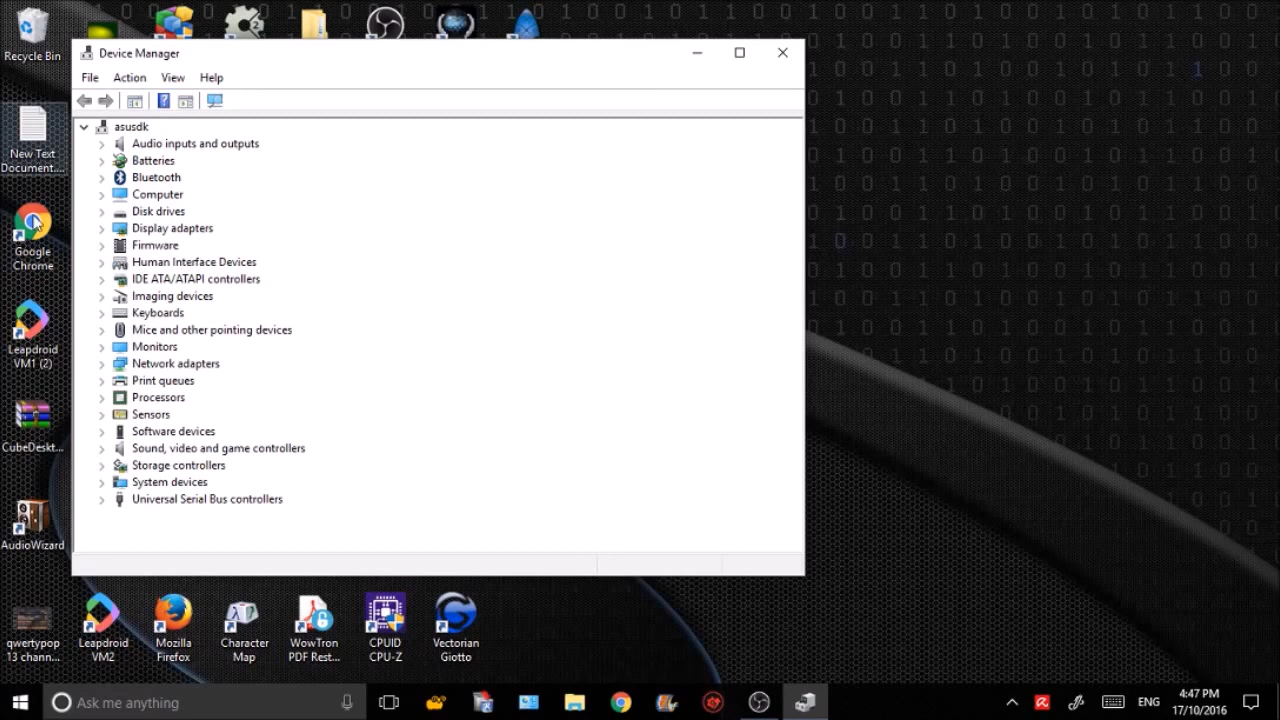 Recycle Bin
New Text
Document....
Google
Chrome
Leapdroid
VM1 (2)
CubeDeskt...
AudioWizard
qwertypop
13 chann...
Leapdroid
VM2
Mozilla
Firefox
Character
Map
WowTron
PDF Rest...
CPUID
CPU-Z
Vectorian
Giotto
Device Manager
File Action View Help
asusdk
Audio inputs and outputs
Batteries
Bluetooth
Computer
Disk drives
Display adapters
Firmware
Human Interface Devices
IDE ATA/ATAPI controllers
Imaging devices
Keyboards
Mice and other pointing devices
Monitors
Network adapters
Print queues
Processors
Sensors
Software devices
Sound, video and game controllers
Storage controllers
System devices
Universal Serial Bus controllers
Ask me anything
ENG
4:47 PM
17/10/2016